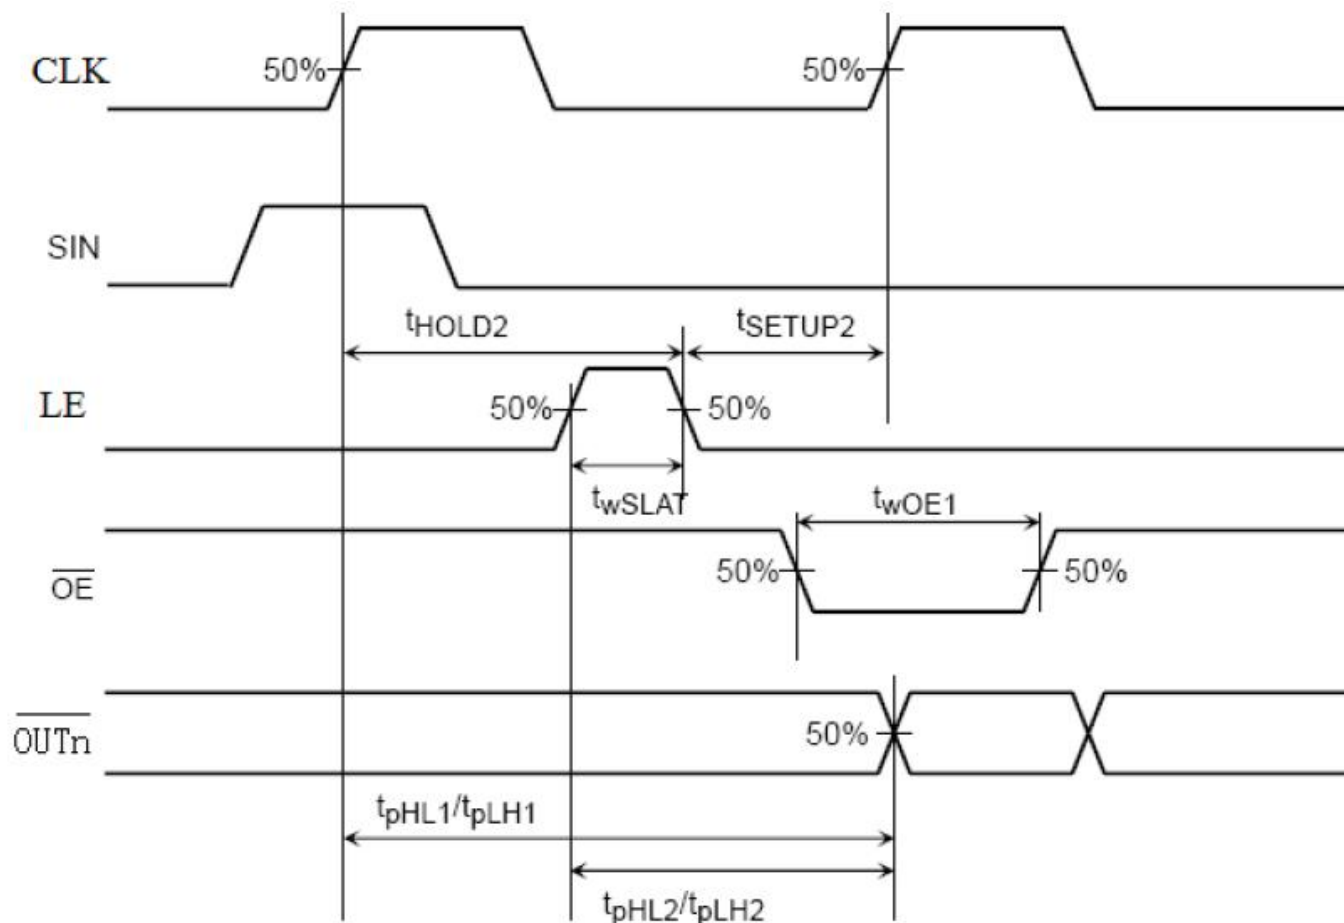 CLK
50%
50%
SIN
tHOLD2
tSETUP2
LE
50%
50%
twSLAT
twOE1
OE
50%
50%
OUTn
50%
tpHL1/tpLH1
tpHL2/tpLH2